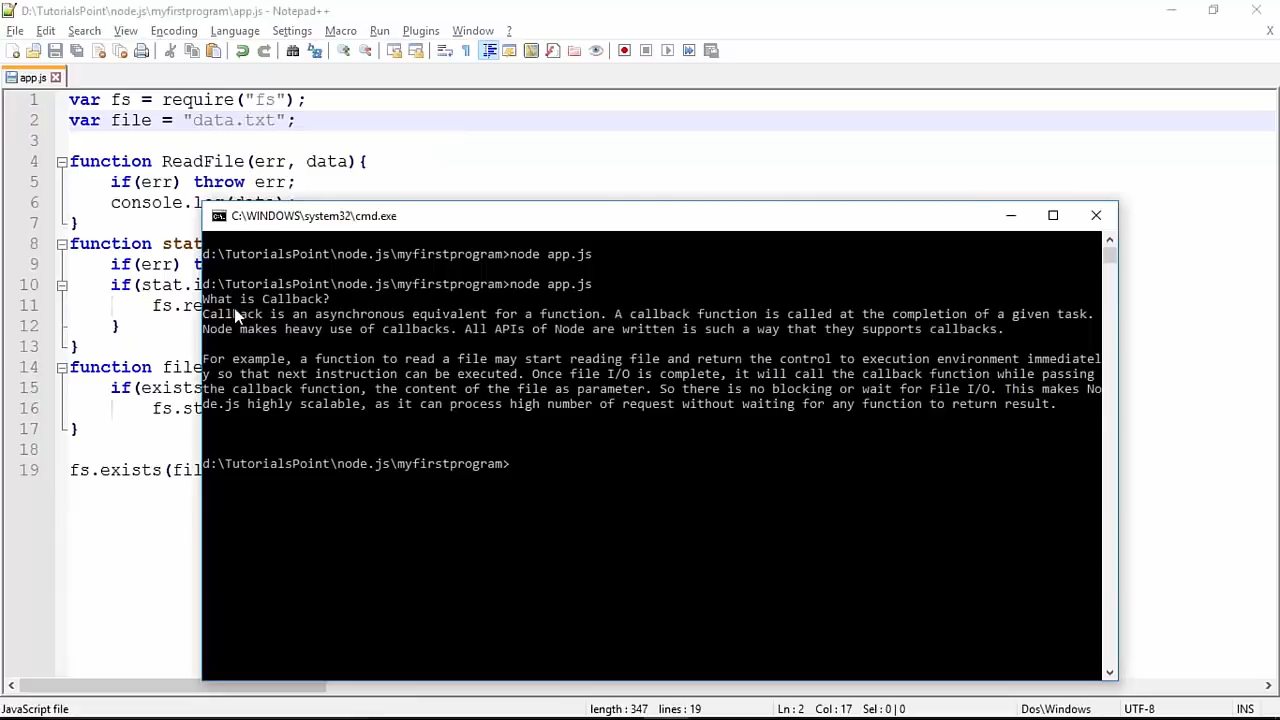 D:\TutorialsPoint\node.js\myfirstprogram\app.js - Notepad++
File Edit Search View Encoding Language Settings Macro Run Plugins Window ?
X
app.js
1 var fs = require("fs");
2 var file = "data.txt";
3
4 function ReadFile(err, data){
5 if(err) throw err;
6 console.log(data);
7 }
8 function stat
9 if(err) t
10 if(stat.i
11 fs.re
12 }
13 }
14 function file
15 if(exists
16 fs.st
17 }
18
19 fs.exists(fil
C:\WINDOWS\system32\cmd.exe
d:\TutorialsPoint\node.js\myfirstprogram>node app.js
d:\TutorialsPoint\node.js\myfirstprogram>node app.js
What is Callback?
Callback is an asynchronous equivalent for a function. A callback function is called at the completion of a given task.
Node makes heavy use of callbacks. All APIs of Node are written is such a way that they supports callbacks.
For example, a function to read a file may start reading file and return the control to execution environment immediatel
y so that next instruction can be executed. Once file I/O is complete, it will call the callback function while passing
the callback function, the content of the file as parameter. So there is no blocking or wait for File I/O. This makes No
de.js highly scalable, as it can process high number of request without waiting for any function to return result.
d:\TutorialsPoint\node.js\myfirstprogram>
JavaScript file length : 347 lines : 19 Ln : 2 Col : 17 Sel : 0 | 0 Dos\Windows UTF-8 INS